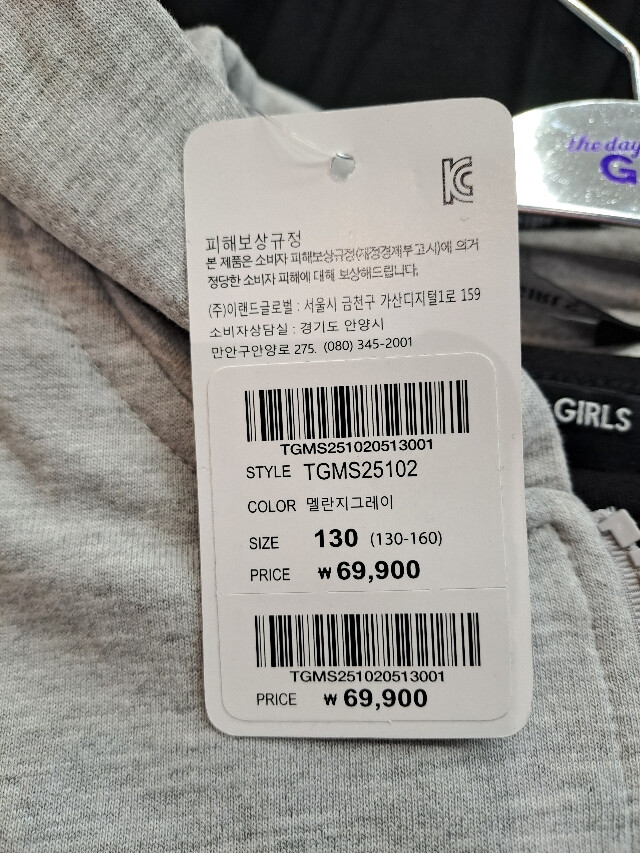 the day
G
KC
피해보상규정
본 제품은 소비자 피해보상규정(재정경제부 고시)에 의거
정당한 소비자 피해에 대해 보상해드립니다.
(주)이랜드글로벌 : 서울시 금천구 가산디지털1로 159
소비자상담실 : 경기도 안양시
만안구안양로 275. (080) 345-2001
GIRLS
TGMS251020513001
STYLE TGMS25102
COLOR 멜란지그레이
SIZE 130 (130-160)
PRICE ₩69,900
TGMS251020513001
PRICE ₩69,900